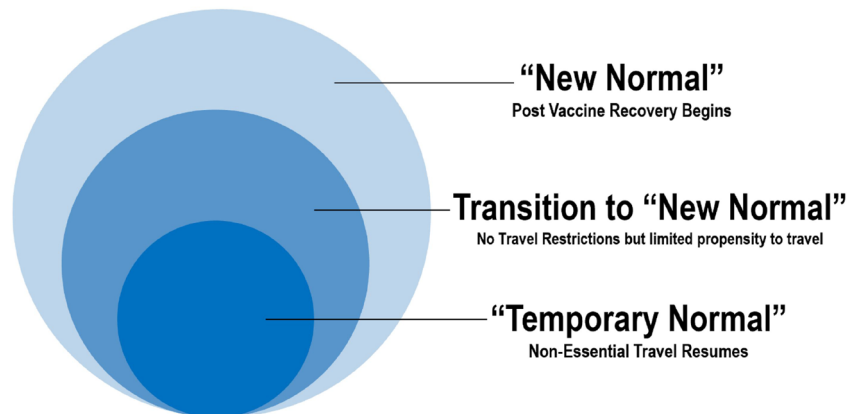 “New Normal”
Post Vaccine Recovery Begins
Transition to “New Normal”
No Travel Restrictions but limited propensity to travel
“Temporary Normal”
Non-Essential Travel Resumes